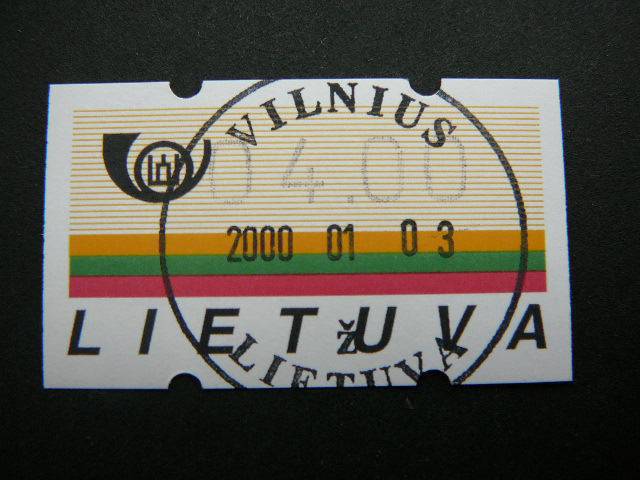 VILNIUS
04.00
2000 01 03
LIETUVA
ž
LIETUVA